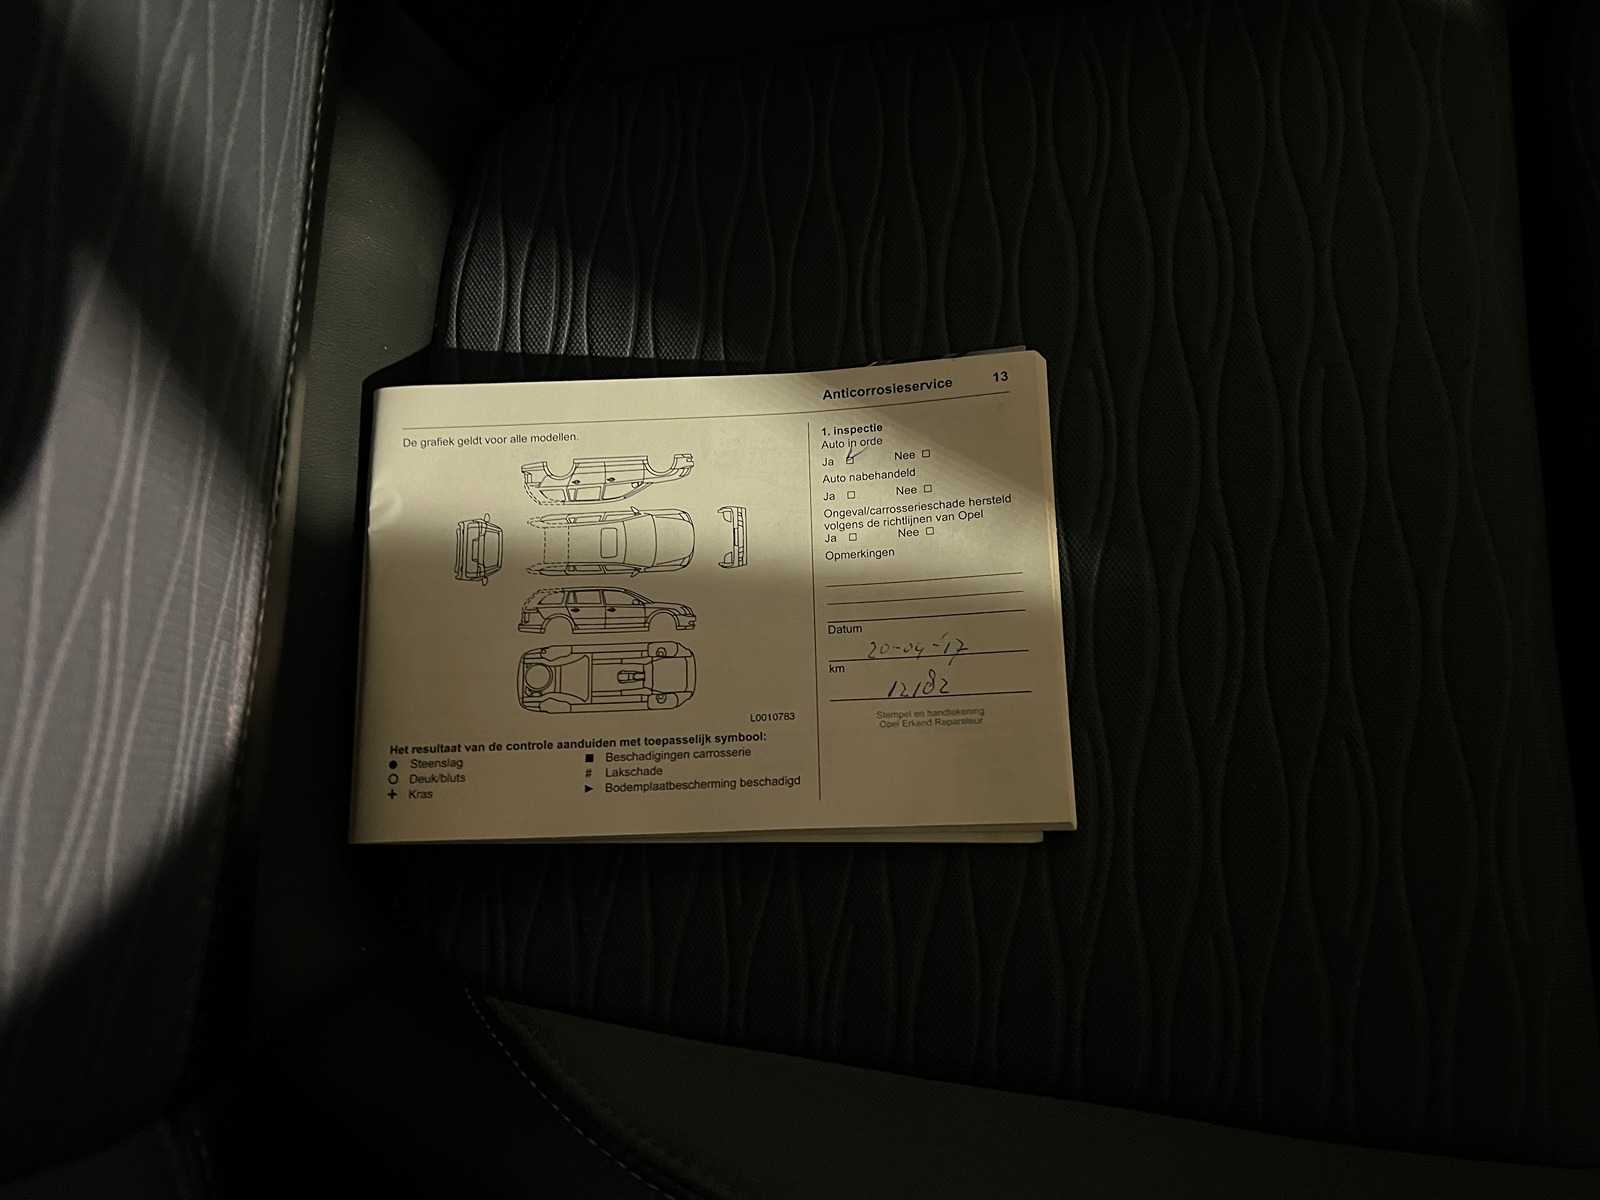 Anticorrosieservice 13
De grafiek geldt voor alle modellen.
L0010783
Het resultaat van de controle aanduiden met toepasselijk symbool:
● Steenslag
○ Deuk/bluts
+ Kras
■ Beschadigingen carrosserie
# Lakschade
► Bodemplaatbescherming beschadigd
1. inspectie
Auto in orde
Ja ☑ Nee □
Auto nabehandeld
Ja □ Nee □
Ongeval/carrosserieschade hersteld
volgens de richtlijnen van Opel
Ja □ Nee □
Opmerkingen
Datum
20-04-'17
km
12182
Stempel en handtekening
Opel Erkend Reparateur